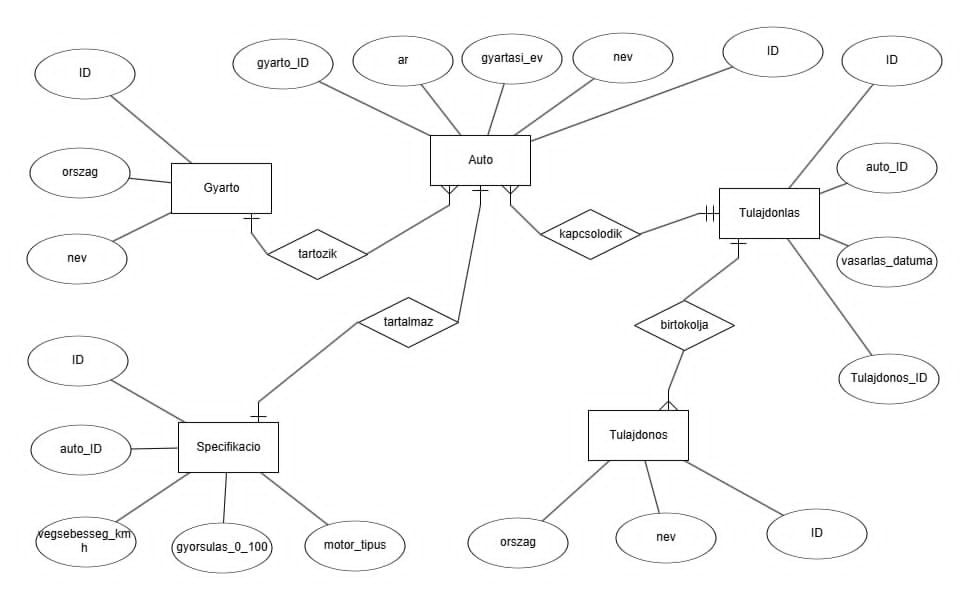 ID
gyarto_ID
ar
gyartasi_ev
nev
ID
ID
orszag
Gyarto
nev
Auto
auto_ID
Tulajdonlas
vasarlas_datuma
Tulajdonos_ID
tartozik
kapcsolodik
tartalmaz
birtokolja
ID
auto_ID
Specifikacio
vegsebesseg_km
h
gyorsulas_0_100
motor_tipus
Tulajdonos
orszag
nev
ID